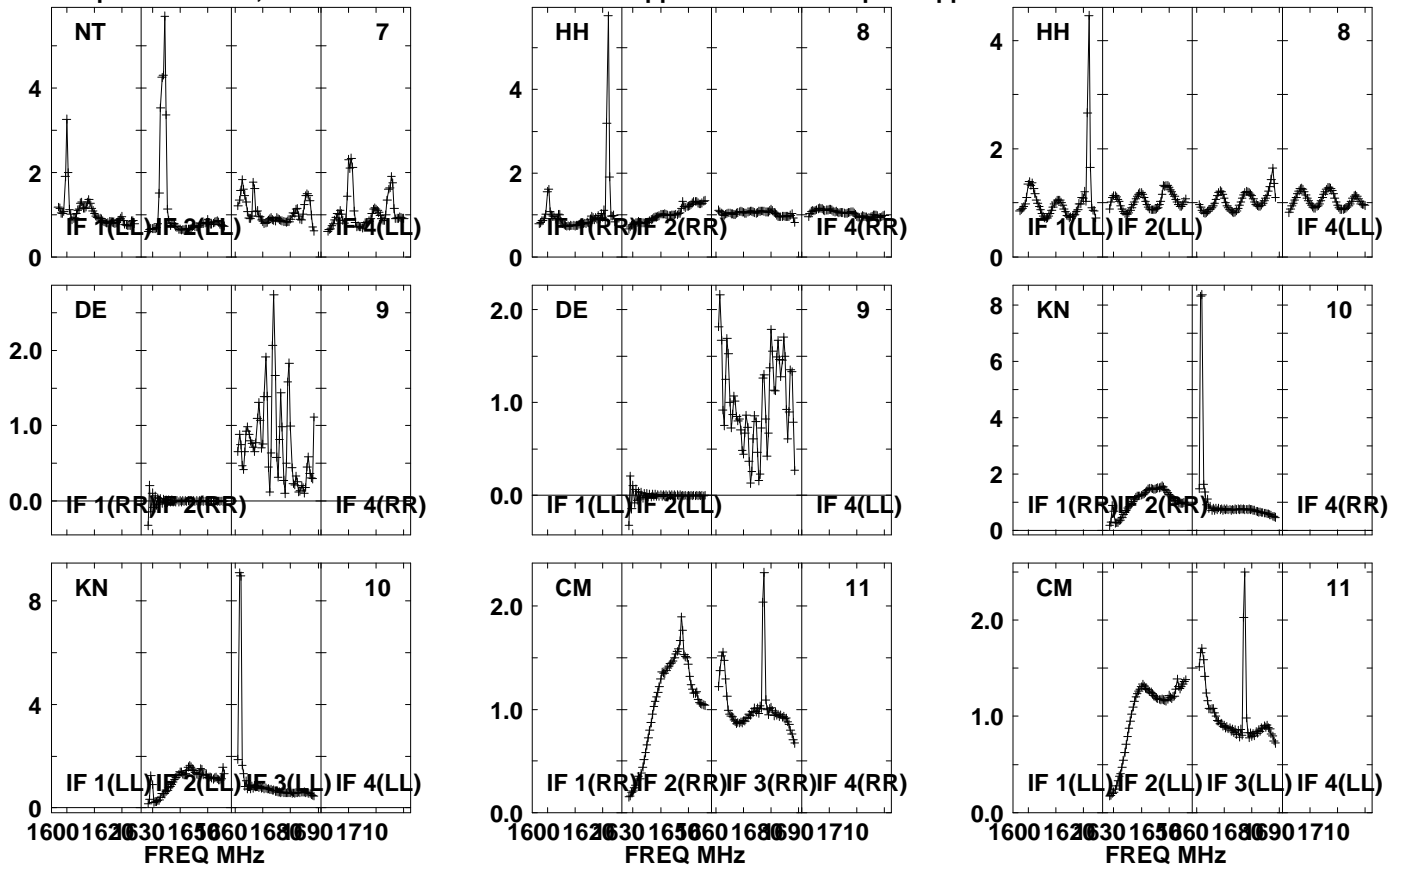 NT 7
HH 8
HH 8
4
2
0
IF 1(LL) IF 2(LL) IF 4(LL)
4
2
0
IF 1(RR) IF 2(RR) IF 4(RR)
4
2
0
IF 1(LL) IF 2(LL) IF 4(LL)
DE 9
DE 9
KN 10
2.0
1.0
0.0
IF 1(RR) IF 2(RR) IF 4(RR)
2.0
1.0
0.0
IF 1(LL) IF 2(LL) IF 4(LL)
8
6
4
2
0
IF 1(RR) IF 2(RR) IF 4(RR)
KN 10
CM 11
CM 11
8
4
0
IF 1(LL) IF 2(LL) IF 3(LL) IF 4(LL)
2.0
1.0
0.0
IF 1(RR) IF 2(RR) IF 3(RR) IF 4(RR)
2.0
1.0
0.0
IF 1(LL) IF 2(LL) IF 3(LL) IF 4(LL)
1600 1620 1630 1650 1660 1680 1690 1710
FREQ MHz
1600 1620 1630 1650 1660 1680 1690 1710
FREQ MHz
1600 1620 1630 1650 1660 1680 1690 1710
FREQ MHz